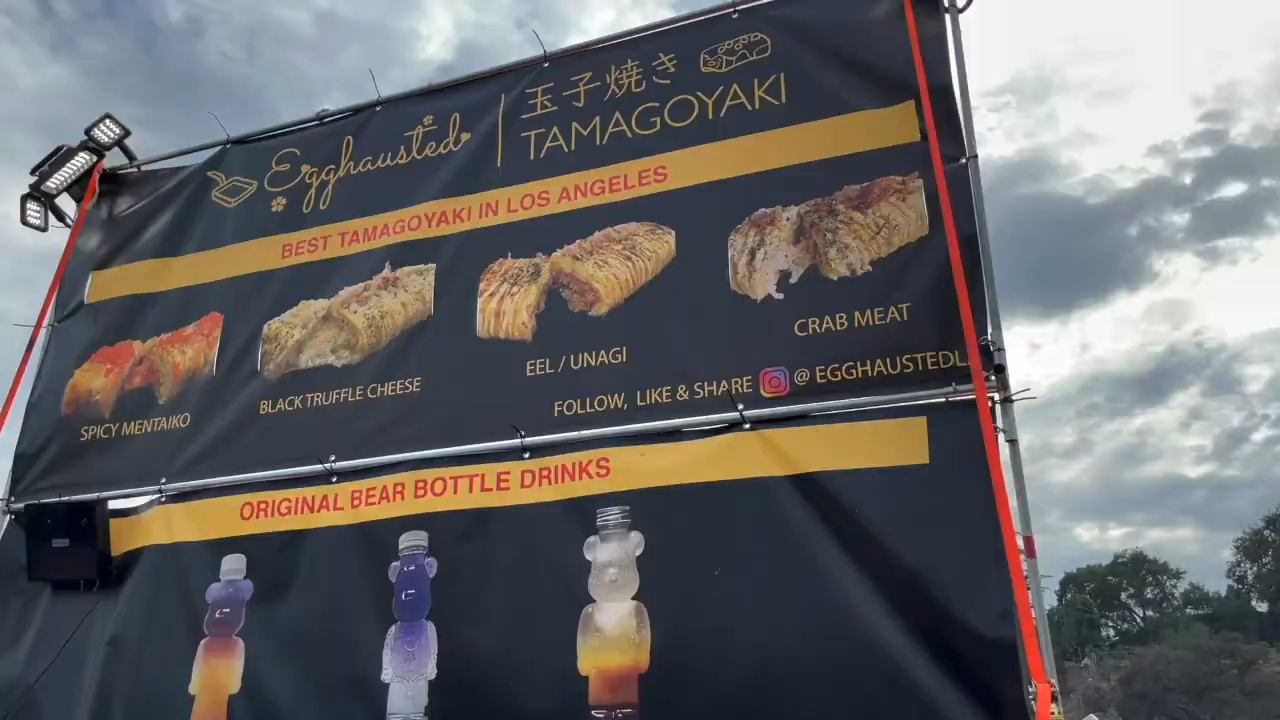 Egghausted
玉子焼き
TAMAGOYAKI
BEST TAMAGOYAKI IN LOS ANGELES
SPICY MENTAIKO
BLACK TRUFFLE CHEESE
EEL / UNAGI
CRAB MEAT
FOLLOW, LIKE & SHARE @ EGGHAUSTEDL
ORIGINAL BEAR BOTTLE DRINKS